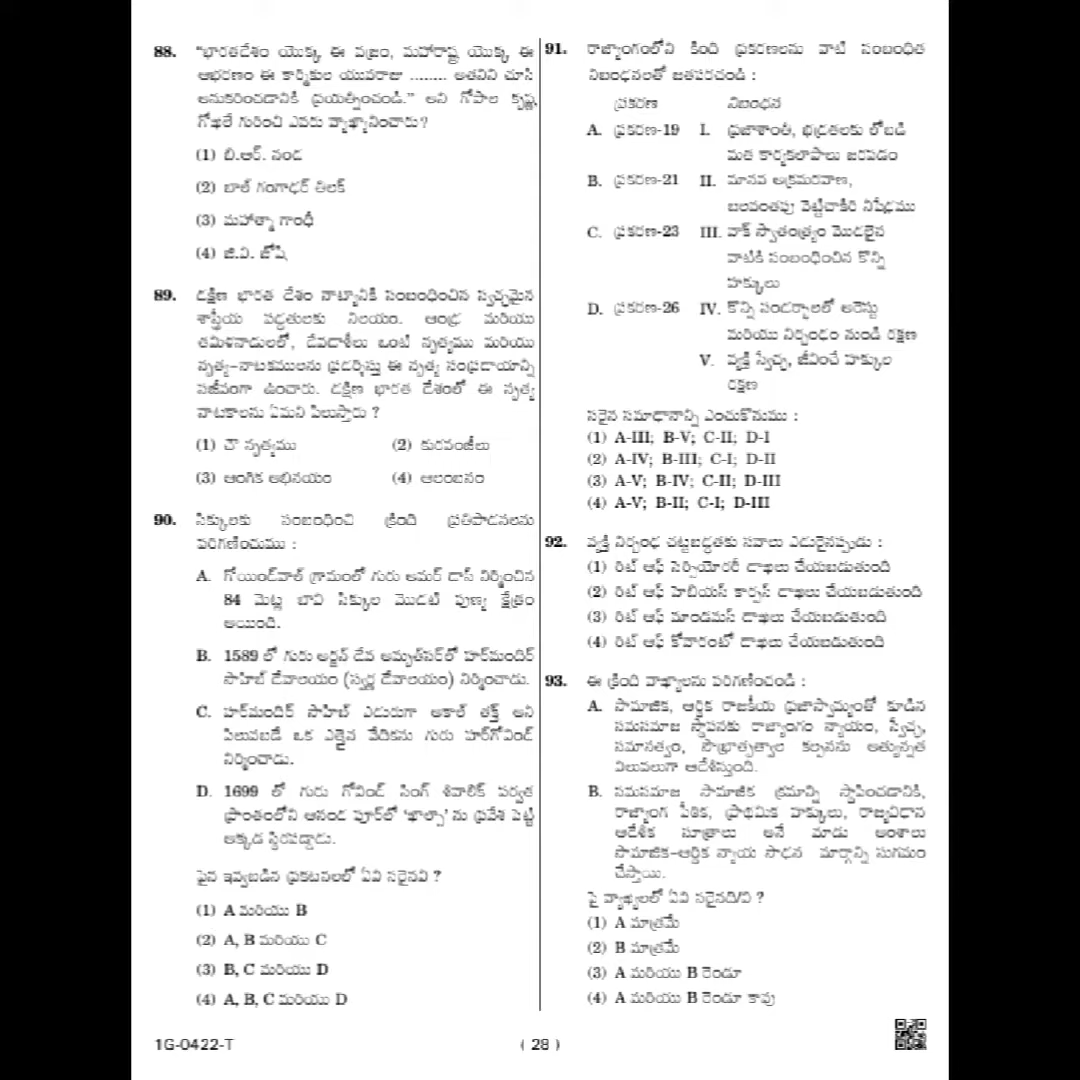 88. "భారతదేశం యొక్క ఈ వజ్రం, మహారాష్ట్ర యొక్క ఈ
ఆభరణం ఈ కార్మికుల యువరాజు ........ అతనిని చూసి
అనుకరించడానికి ప్రయత్నించండి." అని గోపాల కృష్ణ
గోఖలే గురించి ఎవరు వ్యాఖ్యానించారు?
(1) బి.ఆర్. నంద
(2) బాల్ గంగాధర్ తిలక్
(3) మహాత్మా గాంధీ
(4) జి.వి. జోషి
89. దక్షిణ భారత దేశం నాట్యానికి సంబంధించిన స్వచ్ఛమైన
శాస్త్రీయ పద్ధతులకు నిలయం. ఆంధ్ర మరియు
తమిళనాడులలో, దేవదాశీలు ఒంటి నృత్యము మరియు
నృత్య-నాటకములను ప్రదర్శిస్తు ఈ నృత్య సంప్రదాయాన్ని
సజీవంగా ఉంచారు. దక్షిణ భారత దేశంలో ఈ నృత్య
నాటకాలను ఏమని పిలుస్తారు ?
(1) చౌ నృత్యము (2) కురవంజీలు
(3) ఆంగిక అభినయం (4) ఆలంబనం
90. సిక్కులకు సంబంధించి క్రింది ప్రతిపాదనలను
పరిగణించుము :
A. గోయింద్‌వాల్ గ్రామంలో గురు అమర్ దాస్ నిర్మించిన
84 మెట్ల బావి సిక్కుల మొదటి పుణ్య క్షేత్రం
అయింది.
B. 1589 లో గురు అర్జన్ దేవ అమృత్‌సర్‌లో హర్‌మందిర్
సాహిబ్ దేవాలయం (స్వర్ణ దేవాలయం) నిర్మించాడు.
C. హర్‌మందిర్ సాహిబ్ ఎదురుగా అకాల్ తక్త్ అని
పిలువబడే ఒక ఎత్తైన వేదికను గురు హర్‌గోవింద్
నిర్మించాడు.
D. 1699 లో గురు గోవింద్ సింగ్ శివాలిక్ పర్వత
ప్రాంతంలోని ఆనంద పూర్‌లో 'ఖాల్సా' ను ప్రవేశ పెట్టి
అక్కడ స్థిరపడ్డాడు.
పైన ఇవ్వబడిన ప్రకటనలలో ఏవి సరైనవి ?
(1) A మరియు B
(2) A, B మరియు C
(3) B, C మరియు D
(4) A, B, C మరియు D
91. రాజ్యాంగంలోని కింది ప్రకరణలను వాటి సంబంధిత
నిబంధనలతో జతపరచండి :
ప్రకరణ నిబంధన
A. ప్రకరణ-19 I. ప్రజాశాంతి, భద్రతలకు లోబడి
మత కార్యకలాపాలు జరపడం
B. ప్రకరణ-21 II. మానవ అక్రమరవాణ,
బలవంతపు వెట్టిచాకిరి నిషేధము
C. ప్రకరణ-23 III. వాక్ స్వాతంత్ర్యం మొదలైన
వాటికి సంబంధించిన కొన్ని
హక్కులు
D. ప్రకరణ-26 IV. కొన్ని సందర్భాలలో అరెస్టు
మరియు నిర్బంధం నుండి రక్షణ
V. వ్యక్తి స్వేచ్ఛ, జీవించే హక్కుల
రక్షణ
సరైన సమాధానాన్ని ఎంచుకొనుము :
(1) A-III; B-V; C-II; D-I
(2) A-IV; B-III; C-I; D-II
(3) A-V; B-IV; C-II; D-III
(4) A-V; B-II; C-I; D-III
92. వ్యక్తి నిర్బంధ చట్టబద్ధతకు సవాలు ఎదురైనప్పుడు :
(1) రిట్ ఆఫ్ సెర్షియోరరీ దాఖలు చేయబడుతుంది
(2) రిట్ ఆఫ్ హెబియస్ కార్పస్ దాఖలు చేయబడుతుంది
(3) రిట్ ఆఫ్ మాండమస్ దాఖలు చేయబడుతుంది
(4) రిట్ ఆఫ్ కోవారంటో దాఖలు చేయబడుతుంది
93. ఈ క్రింది వాఖ్యలను పరిగణించండి :
A. సామాజిక, ఆర్థిక రాజకీయ ప్రజాస్వామ్యంతో కూడిన
సమసమాజ స్థాపనకు రాజ్యాంగం న్యాయం, స్వేచ్ఛ,
సమానత్వం, సౌభ్రాతృత్వాల కల్పనను అత్యున్నత
విలువలుగా ఆదేశిస్తుంది.
B. సమసమాజ సామాజిక క్రమాన్ని స్థాపించడానికి,
రాజ్యాంగ పీఠిక, ప్రాథమిక హక్కులు, రాజ్యవిధాన
ఆదేశిక సూత్రాలు అనే మూడు అంశాలు
సామాజిక-ఆర్థిక న్యాయ సాధన మార్గాన్ని సుగమం
చేస్తాయి.
పై వ్యాఖ్యలలో ఏవి సరైనది/వి ?
(1) A మాత్రమే
(2) B మాత్రమే
(3) A మరియు B రెండూ
(4) A మరియు B రెండూ కావు
1G-0422-T ( 28 )